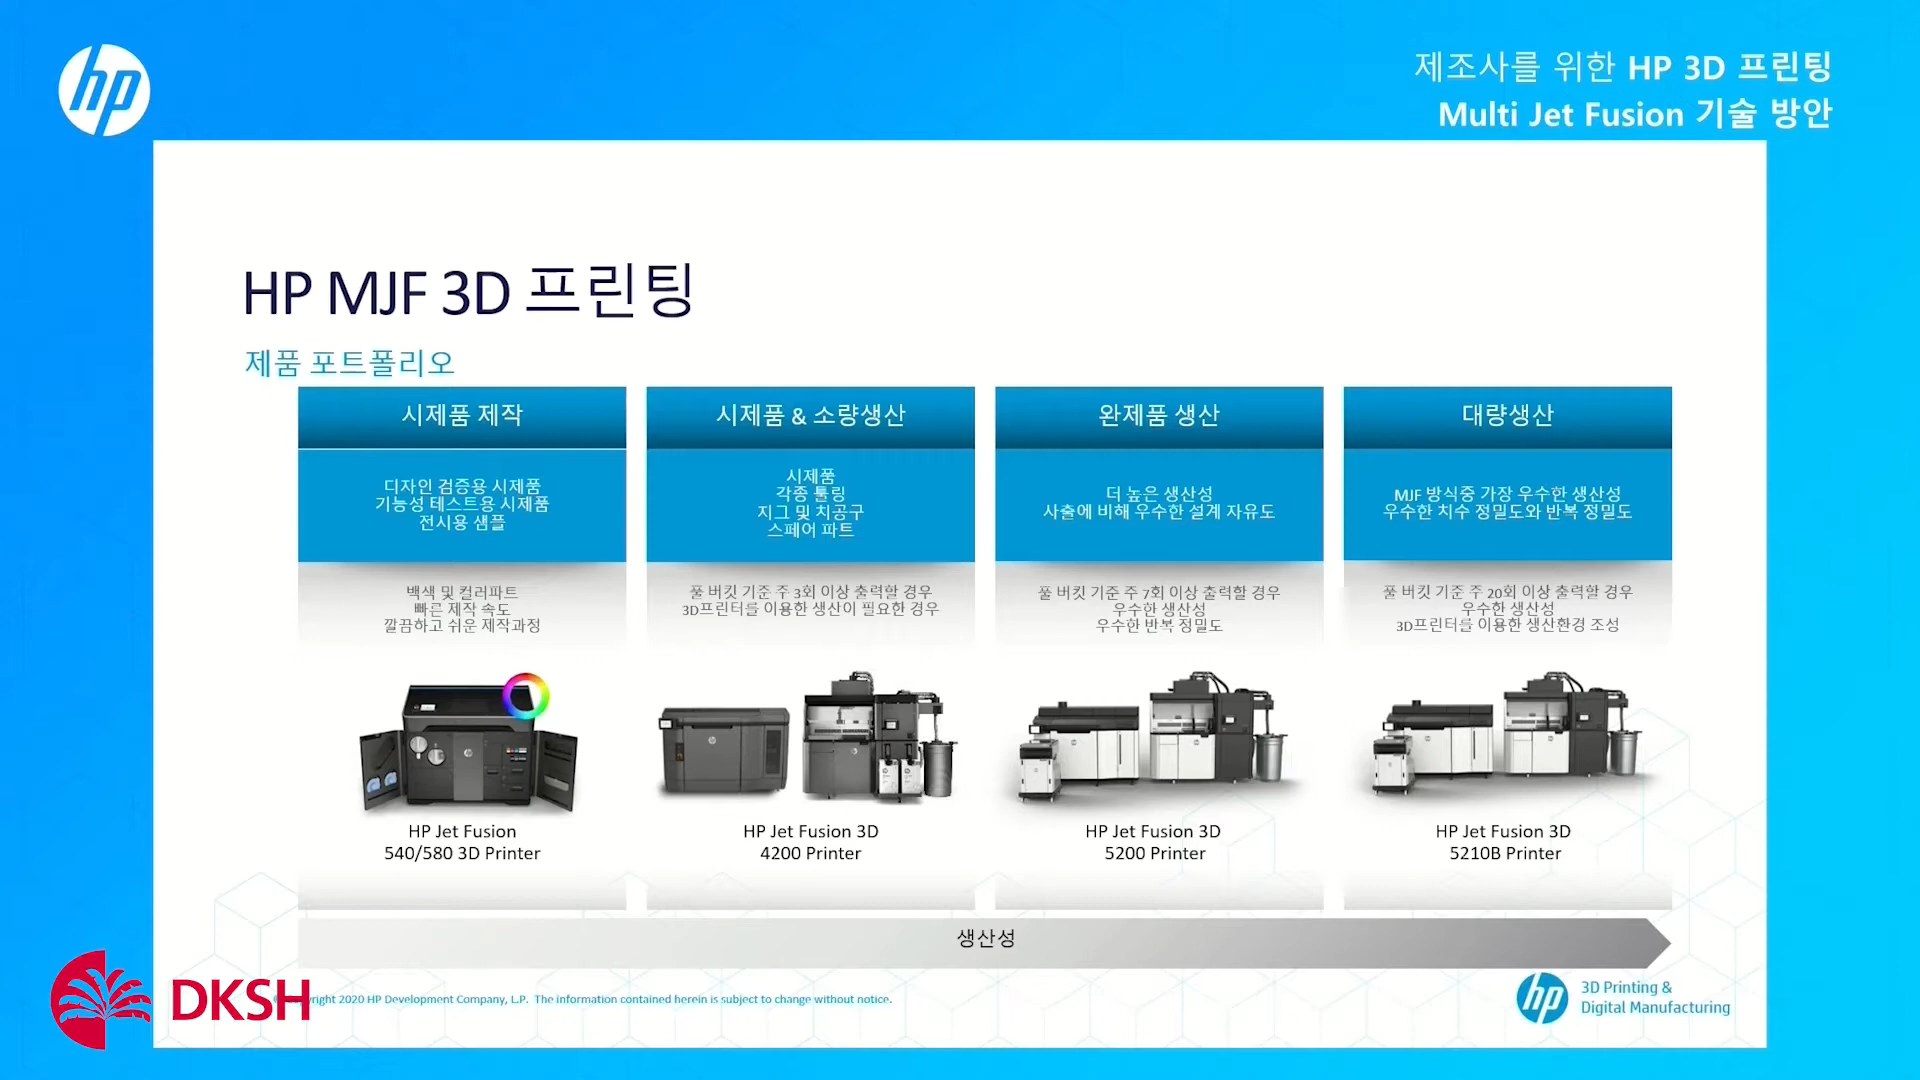 hp
제조사를 위한 HP 3D 프린팅
Multi Jet Fusion 기술 방안
HP MJF 3D 프린팅
제품 포트폴리오
시제품 제작
디자인 검증용 시제품
기능성 테스트용 시제품
전시용 샘플
백색 및 컬러파트
빠른 제작 속도
깔끔하고 쉬운 제작과정
HP Jet Fusion
540/580 3D Printer
시제품 & 소량생산
시제품
각종 툴링
지그 및 치공구
스페어 파트
풀 버킷 기준 주 3회 이상 출력할 경우
3D프린터를 이용한 생산이 필요한 경우
HP Jet Fusion 3D
4200 Printer
완제품 생산
더 높은 생산성
사출에 비해 우수한 설계 자유도
풀 버킷 기준 주 7회 이상 출력할 경우
우수한 생산성
우수한 반복 정밀도
HP Jet Fusion 3D
5200 Printer
대량생산
MJF 방식중 가장 우수한 생산성
우수한 치수 정밀도와 반복 정밀도
풀 버킷 기준 주 20회 이상 출력할 경우
우수한 생산성
3D프린터를 이용한 생산환경 조성
HP Jet Fusion 3D
5210B Printer
생산성
DKSH
2020 HP Development Company, L.P. The information contained herein is subject to change without notice.
hp
3D Printing &
Digital Manufacturing